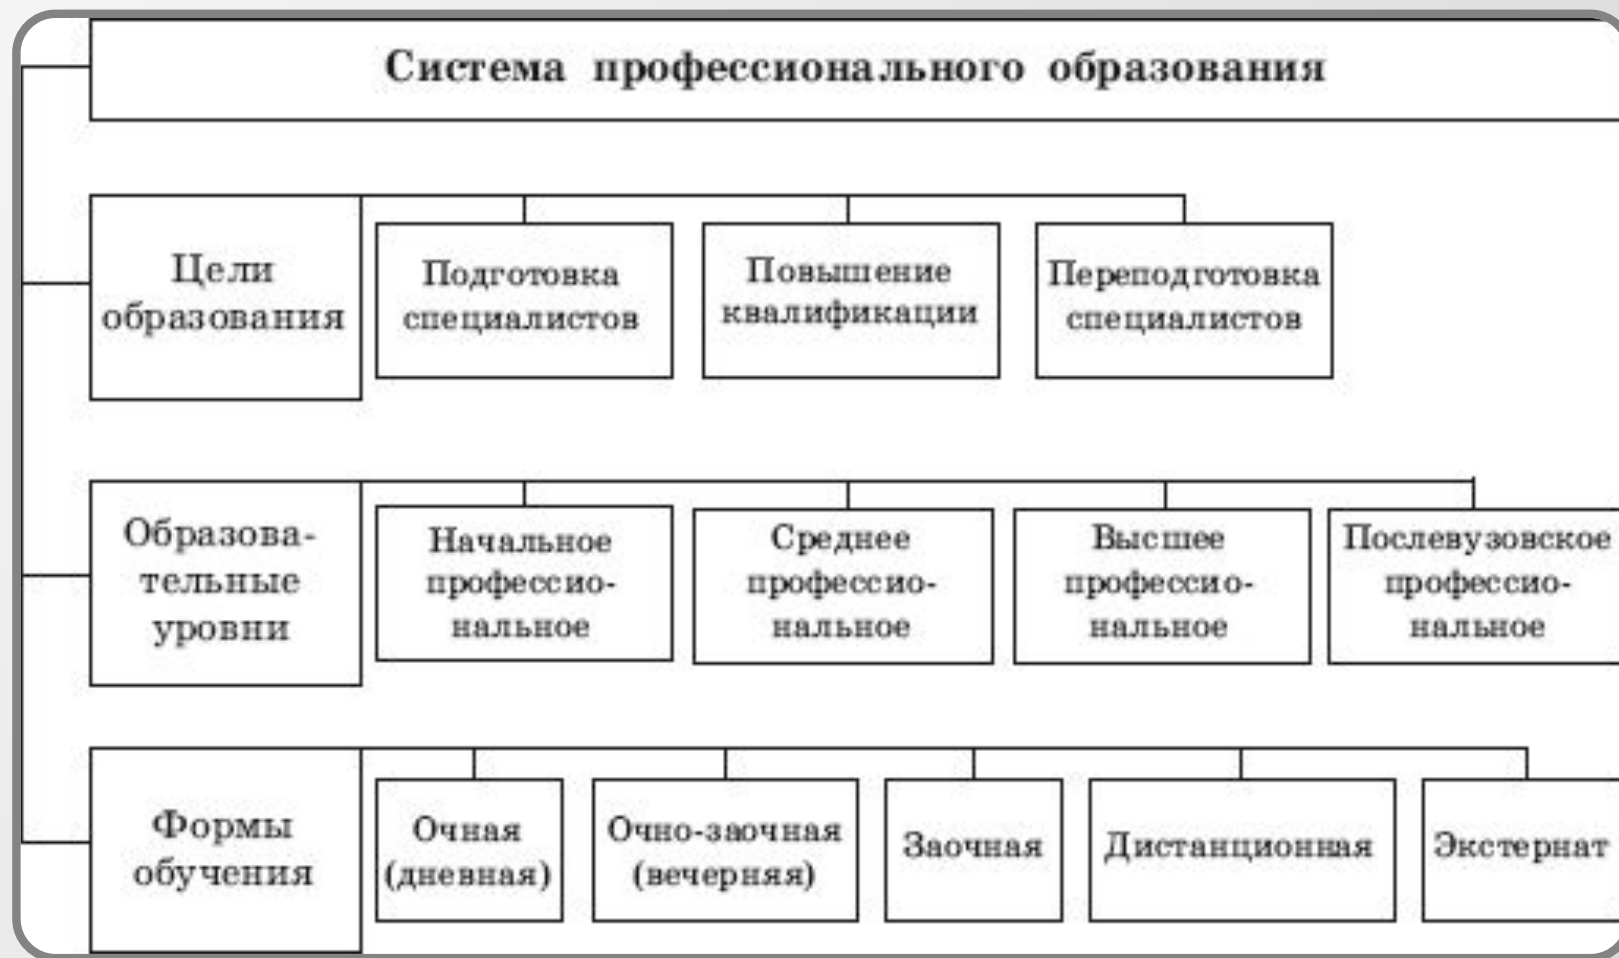 Система профессионального образования
Цели
образования
Подготовка
специалистов
Повышение
квалификации
Переподготовка
специалистов
Образова-
тельные
уровни
Начальное
профессио-
нальное
Среднее
профессио-
нальное
Высшее
профессио-
нальное
Послевузовское
профессио-
нальное
Формы
обучения
Очная
(дневная)
Очно-заочная
(вечерняя)
Заочная
Дистанционная
Экстернат